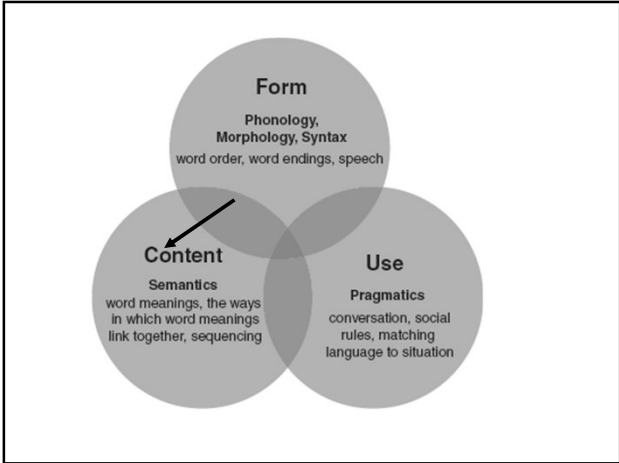 Form
Phonology,
Morphology, Syntax
word order, word endings, speech
Content
Semantics
word meanings, the ways
in which word meanings
link together, sequencing
Use
Pragmatics
conversation, social
rules, matching
language to situation